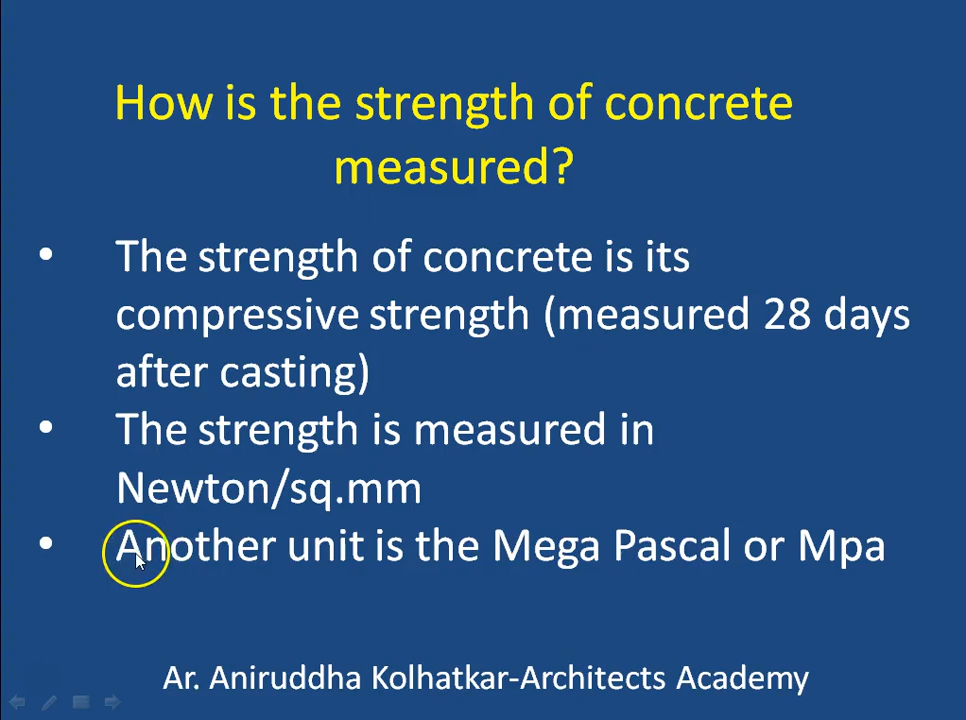 How is the strength of concrete
measured?
• The strength of concrete is its
compressive strength (measured 28 days
after casting)
• The strength is measured in
Newton/sq.mm
• Another unit is the Mega Pascal or Mpa
Ar. Aniruddha Kolhatkar-Architects Academy